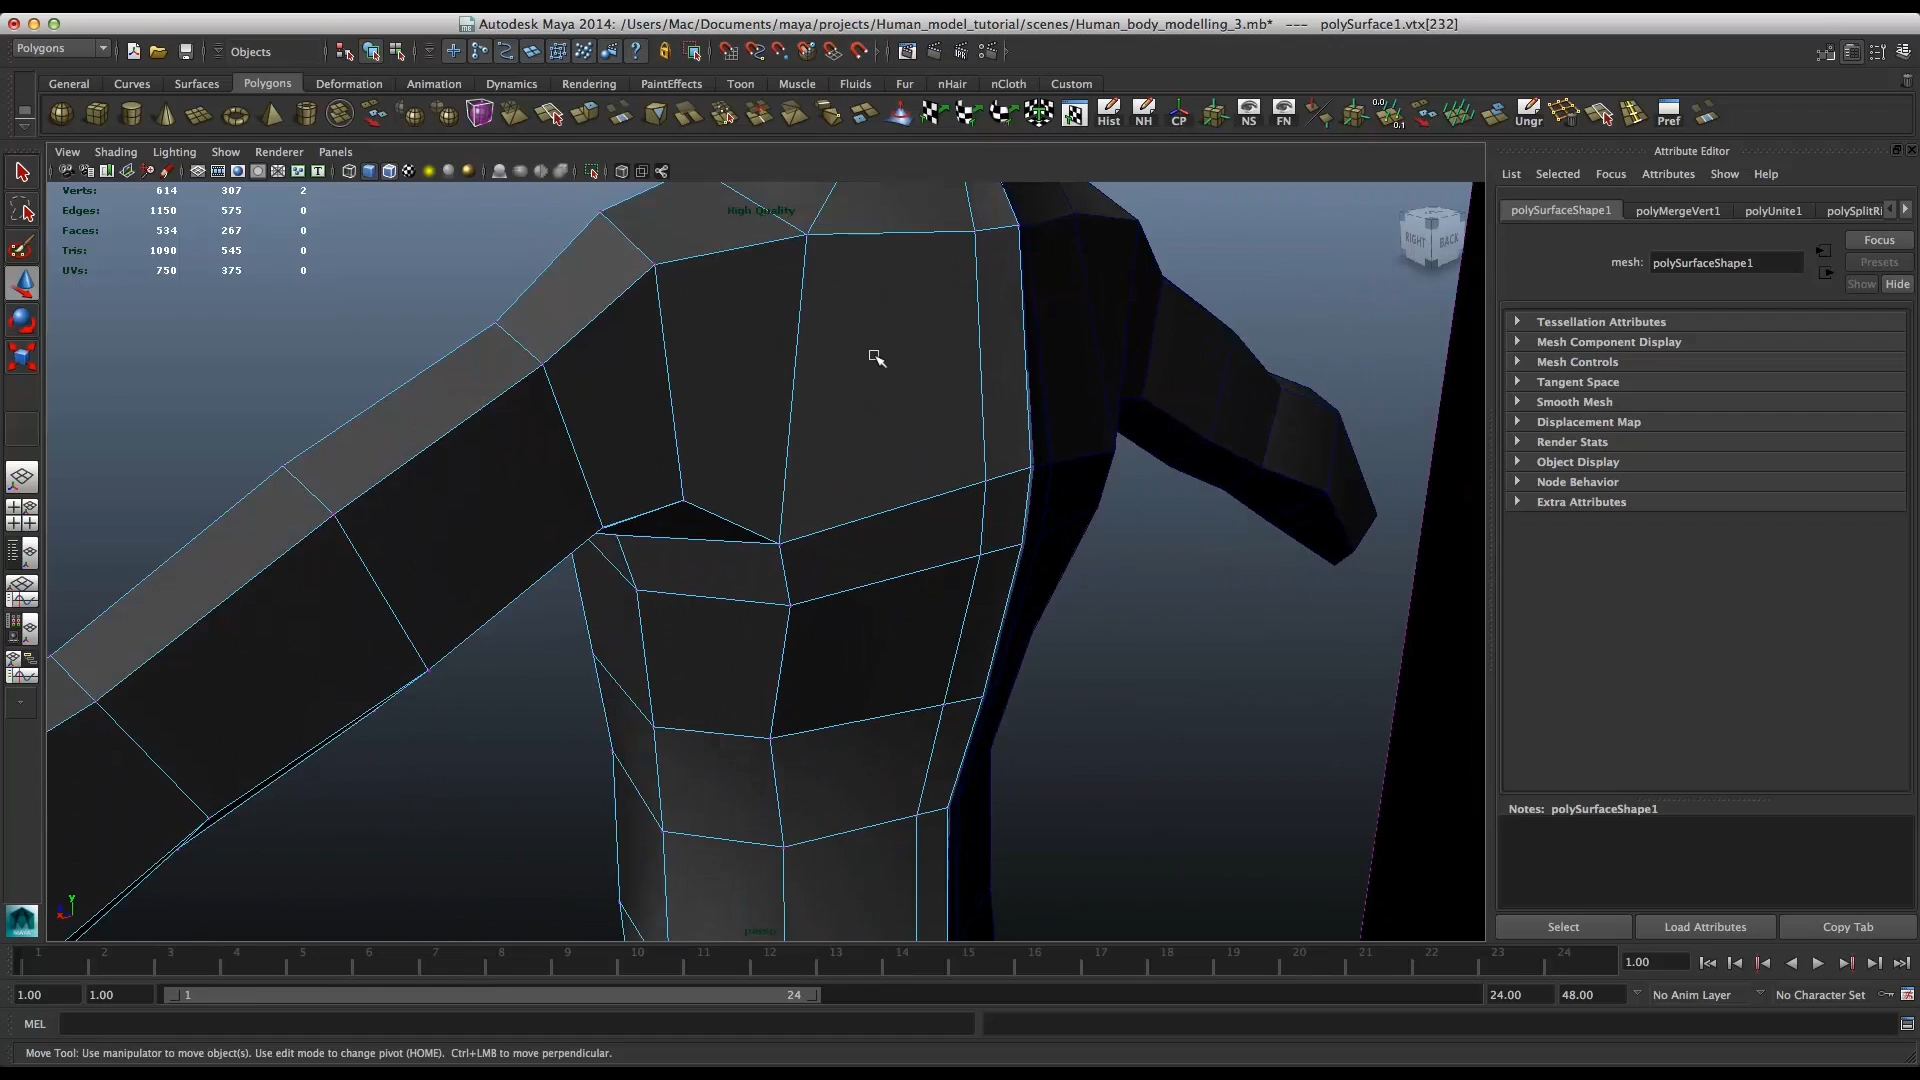 Autodesk Maya 2014: /Users/Mac/Documents/maya/projects/Human_model_tutorial/scenes/Human_body_modelling_3.mb* --- polySurface1.vtx[232]
Polygons
Objects
General Curves Surfaces Polygons Deformation Animation Dynamics Rendering PaintEffects Toon Muscle Fluids Fur nHair nCloth Custom
Hist NH CP NS FN 0.0 0.1 Ungr Pref
View Shading Lighting Show Renderer Panels
Verts: 614 307 2
Edges: 1150 575 0
Faces: 534 267 0
Tris: 1090 545 0
UVs: 750 375 0
High Quality
RIGHT BACK
persp
Attribute Editor
List Selected Focus Attributes Show Help
polySurfaceShape1 polyMergeVert1 polyUnite1 polySplitRi
Focus
mesh: polySurfaceShape1
Presets
Show Hide
Tessellation Attributes
Mesh Component Display
Mesh Controls
Tangent Space
Smooth Mesh
Displacement Map
Render Stats
Object Display
Node Behavior
Extra Attributes
Notes: polySurfaceShape1
Select Load Attributes Copy Tab
1 2 3 4 5 6 7 8 9 10 11 12 13 14 15 16 17 18 19 20 21 22 23 24
1.00
1.00 1.00 1 24 24.00 48.00 No Anim Layer No Character Set
MEL
Move Tool: Use manipulator to move object(s). Use edit mode to change pivot (HOME). Ctrl+LMB to move perpendicular.